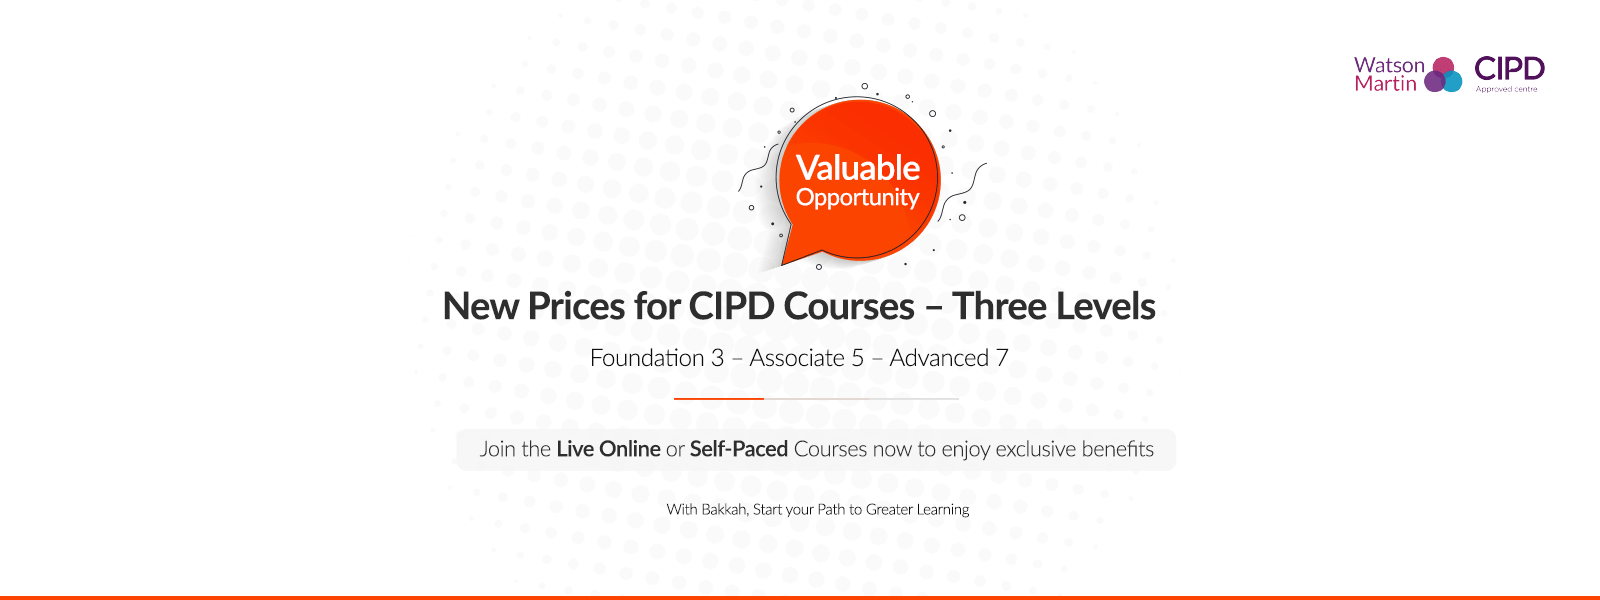 Watson
Martin
CIPD
Approved centre
Valuable
Opportunity
New Prices for CIPD Courses – Three Levels
Foundation 3 – Associate 5 – Advanced 7
Join the Live Online or Self-Paced Courses now to enjoy exclusive benefits
With Bakkah, Start your Path to Greater Learning